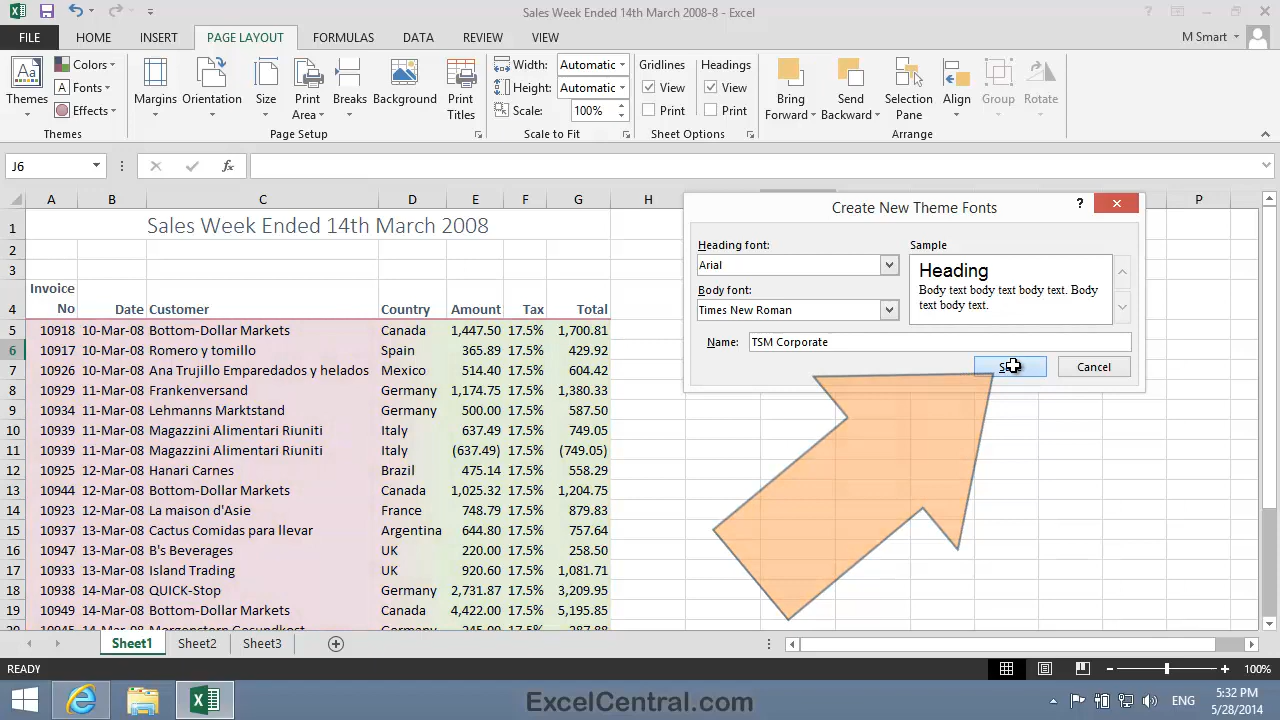 Sales Week Ended 14th March 2008-8 - Excel
FILE HOME INSERT PAGE LAYOUT FORMULAS DATA REVIEW VIEW M Smart
Colors Width: Automatic Gridlines Headings
Fonts Height: Automatic View View
Effects Scale: 100% Print Print
Themes Margins Orientation Size Print Area Breaks Background Print Titles Bring Forward Send Backward Selection Pane Align Group Rotate
Themes Page Setup Scale to Fit Sheet Options Arrange
J6 fx
A B C D E F G H P
1 Sales Week Ended 14th March 2008
2
3
4 Invoice No Date Customer Country Amount Tax Total
5 10918 10-Mar-08 Bottom-Dollar Markets Canada 1,447.50 17.5% 1,700.81
6 10917 10-Mar-08 Romero y tomillo Spain 365.89 17.5% 429.92
7 10926 10-Mar-08 Ana Trujillo Emparedados y helados Mexico 514.40 17.5% 604.42
8 10929 11-Mar-08 Frankenversand Germany 1,174.75 17.5% 1,380.33
9 10934 11-Mar-08 Lehmanns Marktstand Germany 500.00 17.5% 587.50
10 10939 11-Mar-08 Magazzini Alimentari Riuniti Italy 637.49 17.5% 749.05
11 10939 11-Mar-08 Magazzini Alimentari Riuniti Italy (637.49) 17.5% (749.05)
12 10925 12-Mar-08 Hanari Carnes Brazil 475.14 17.5% 558.29
13 10944 12-Mar-08 Bottom-Dollar Markets Canada 1,025.32 17.5% 1,204.75
14 10923 12-Mar-08 La maison d'Asie France 748.79 17.5% 879.83
15 10937 13-Mar-08 Cactus Comidas para llevar Argentina 644.80 17.5% 757.64
16 10947 13-Mar-08 B's Beverages UK 220.00 17.5% 258.50
17 10933 13-Mar-08 Island Trading UK 920.60 17.5% 1,081.71
18 10938 14-Mar-08 QUICK-Stop Germany 2,731.87 17.5% 3,209.95
19 10949 14-Mar-08 Bottom-Dollar Markets Canada 4,422.00 17.5% 5,195.85
Create New Theme Fonts ?
Heading font: Sample
Arial
Heading
Body font:
Body text body text body text. Body
text body text.
Times New Roman
Name: TSM Corporate
Cancel
Sheet1 Sheet2 Sheet3
READY 100%
ExcelCentral.com
ENG 5:32 PM
5/28/2014